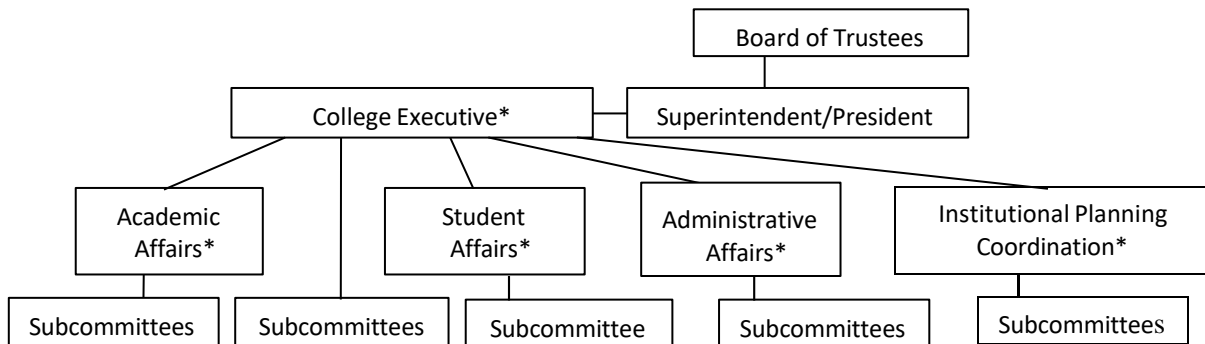 Board of Trustees
College Executive*
Superintendent/President
Academic
Affairs*
Student
Affairs*
Administrative
Affairs*
Institutional Planning
Coordination*
Subcommittees
Subcommittees
Subcommittee
Subcommittees
Subcommittees